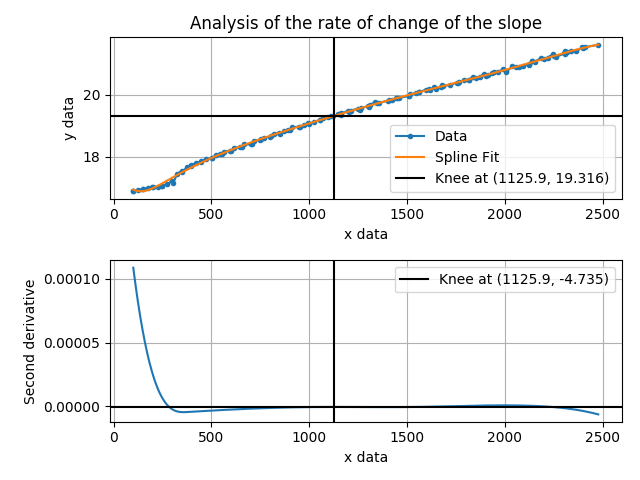 Analysis of the rate of change of the slope
y data
20
18
Data
Spline Fit
Knee at (1125.9, 19.316)
0 500 1000 1500 2000 2500
x data
Second derivative
0.00010
0.00005
0.00000
Knee at (1125.9, -4.735)
0 500 1000 1500 2000 2500
x data